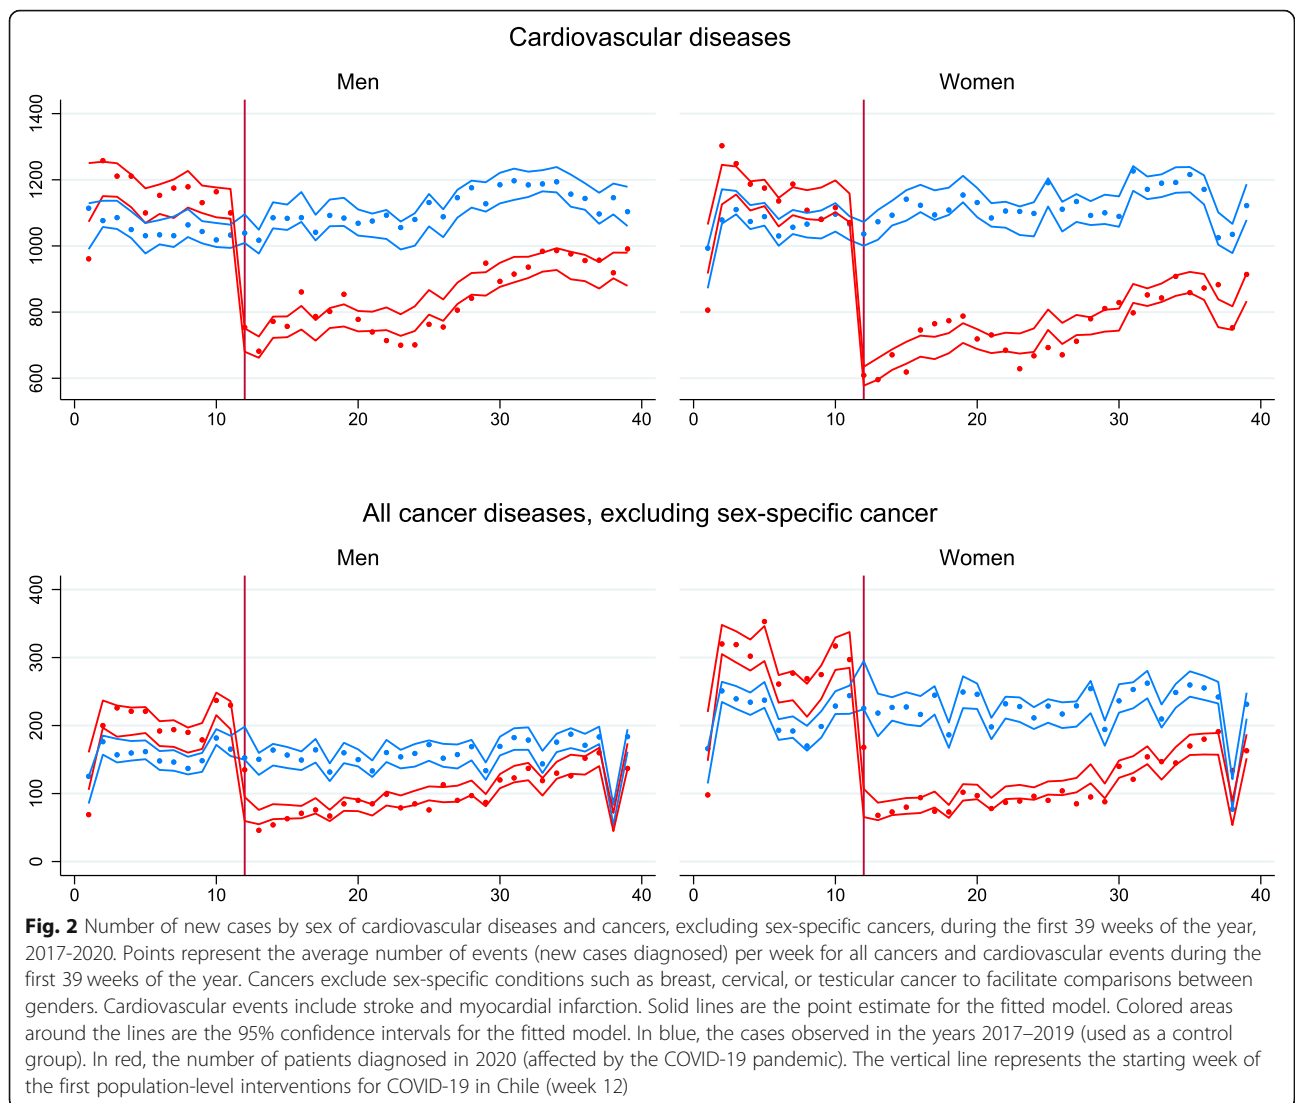 Cardiovascular diseases
Men
Women
1400
1200
1000
800
600
0 10 20 30 40
0 10 20 30 40
All cancer diseases, excluding sex-specific cancer
Men
Women
400
300
200
100
0
0 10 20 30 40
0 10 20 30 40
Fig. 2 Number of new cases by sex of cardiovascular diseases and cancers, excluding sex-specific cancers, during the first 39 weeks of the year,
2017-2020. Points represent the average number of events (new cases diagnosed) per week for all cancers and cardiovascular events during the
first 39 weeks of the year. Cancers exclude sex-specific conditions such as breast, cervical, or testicular cancer to facilitate comparisons between
genders. Cardiovascular events include stroke and myocardial infarction. Solid lines are the point estimate for the fitted model. Colored areas
around the lines are the 95% confidence intervals for the fitted model. In blue, the cases observed in the years 2017–2019 (used as a control
group). In red, the number of patients diagnosed in 2020 (affected by the COVID-19 pandemic). The vertical line represents the starting week of
the first population-level interventions for COVID-19 in Chile (week 12)